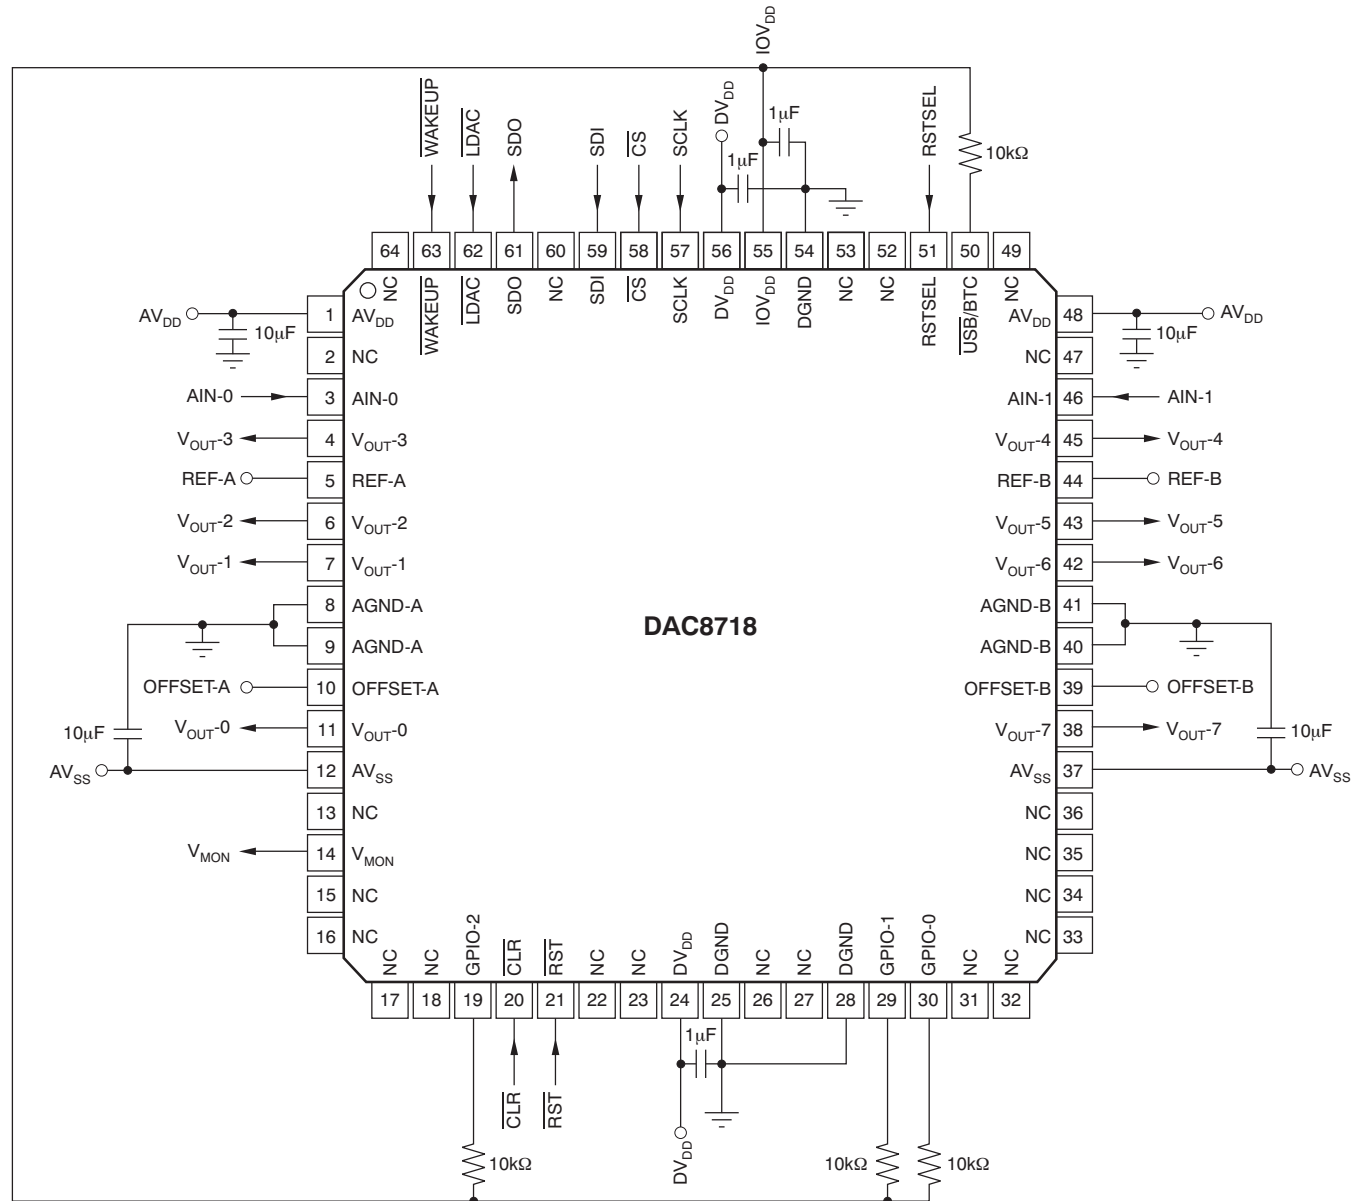 IOVDD
WAKEUP
LDAC
SDO
SDI
CS
SCLK
DVDD
1µF
1µF
RSTSEL
10kΩ
64 63 62 61 60 59 58 57 56 55 54 53 52 51 50 49
NC WAKEUP LDAC SDO NC SDI CS SCLK DVDD IOVDD DGND NC NC RSTSEL USB/BTC NC
AVDD 10µF 1 AVDD
2 NC
AIN-0 3 AIN-0
VOUT-3 4 VOUT-3
REF-A 5 REF-A
VOUT-2 6 VOUT-2
VOUT-1 7 VOUT-1
8 AGND-A
9 AGND-A
OFFSET-A 10 OFFSET-A
10µF VOUT-0 11 VOUT-0
AVSS 12 AVSS
13 NC
VMON 14 VMON
15 NC
16 NC
DAC8718
AVDD 48 10µF AVDD
NC 47
AIN-1 46 AIN-1
VOUT-4 45 VOUT-4
REF-B 44 REF-B
VOUT-5 43 VOUT-5
VOUT-6 42 VOUT-6
AGND-B 41
AGND-B 40
OFFSET-B 39 OFFSET-B
VOUT-7 38 VOUT-7 10µF
AVSS 37 AVSS
NC 36
NC 35
NC 34
NC 33
NC NC GPIO-2 CLR RST NC NC DVDD DGND NC NC DGND GPIO-1 GPIO-0 NC NC
17 18 19 20 21 22 23 24 25 26 27 28 29 30 31 32
1µF
CLR
RST
DVDD
10kΩ
10kΩ
10kΩ